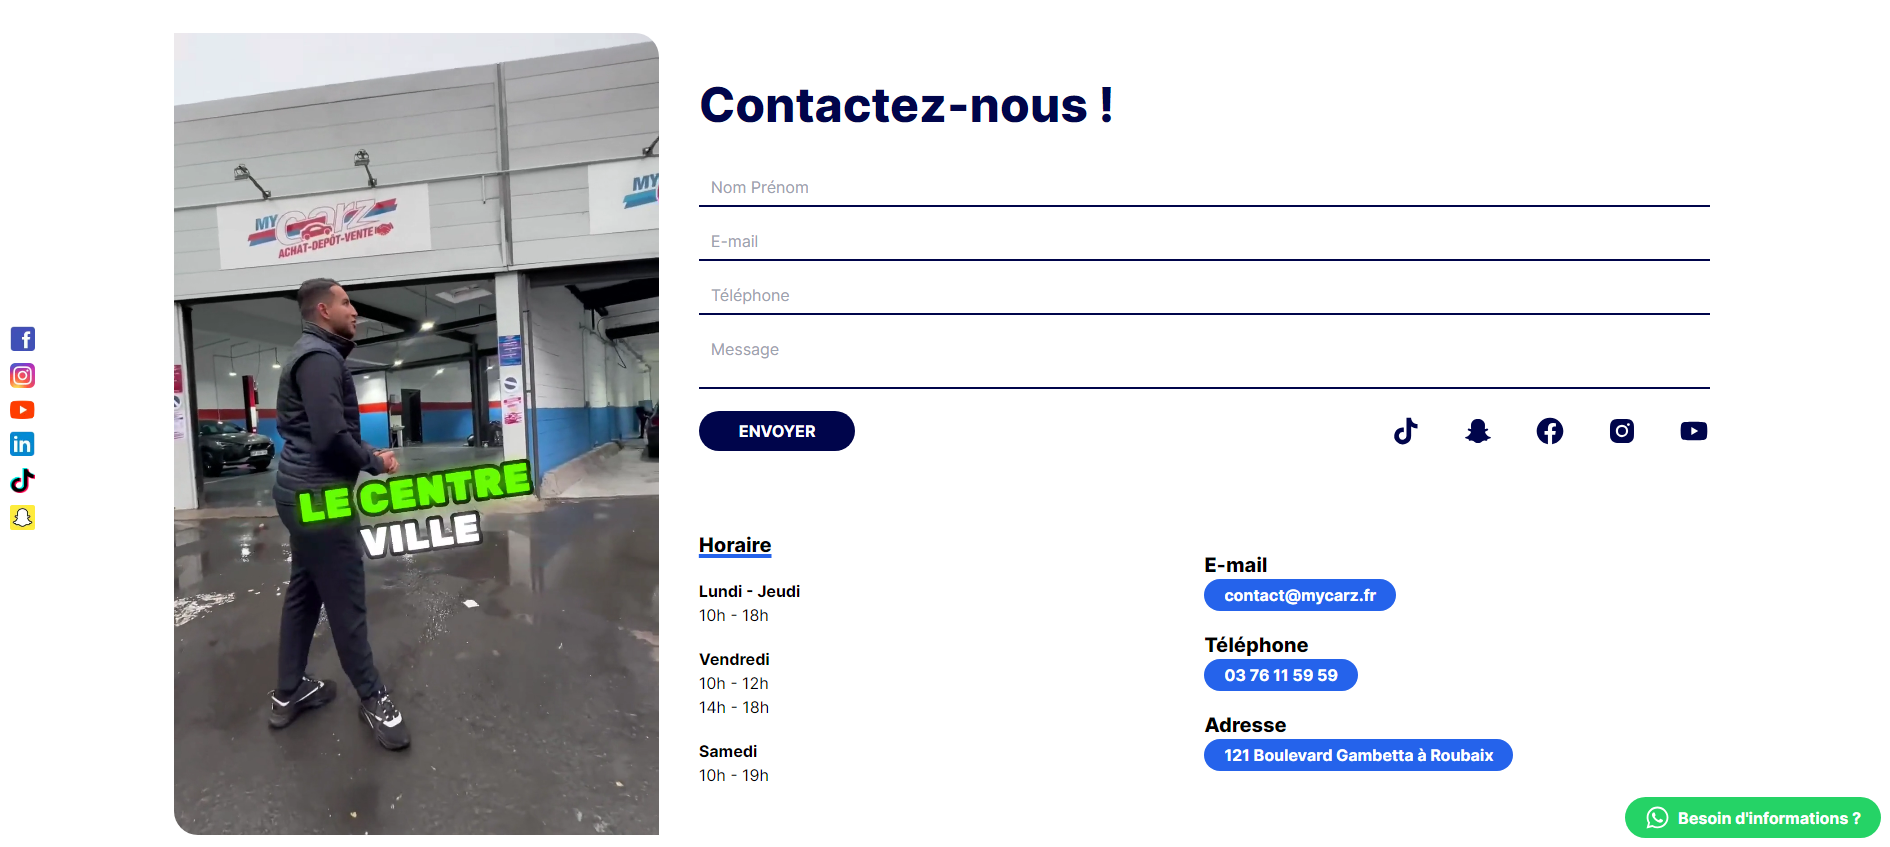 MY
carz
ACHAT-DEPÔT-VENTE
MY
LE CENTRE
VILLE
Contactez-nous !
Nom Prénom
E-mail
Téléphone
Message
ENVOYER
Horaire
Lundi - Jeudi
10h - 18h
Vendredi
10h - 12h
14h - 18h
Samedi
10h - 19h
E-mail
contact@mycarz.fr
Téléphone
03 76 11 59 59
Adresse
121 Boulevard Gambetta à Roubaix
Besoin d'informations ?